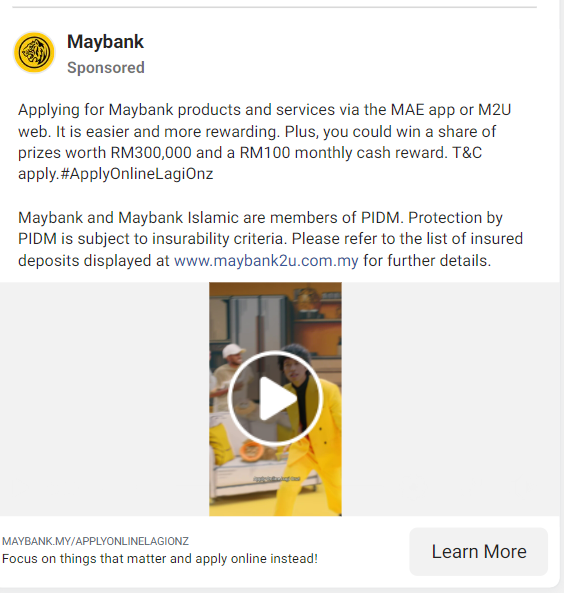 Maybank
Sponsored
Applying for Maybank products and services via the MAE app or M2U
web. It is easier and more rewarding. Plus, you could win a share of
prizes worth RM300,000 and a RM100 monthly cash reward. T&C
apply.#ApplyOnlineLagiOnz
Maybank and Maybank Islamic are members of PIDM. Protection by
PIDM is subject to insurability criteria. Please refer to the list of insured
deposits displayed at www.maybank2u.com.my for further details.
MAYBANK.MY/APPLYONLINELAGIONZ
Focus on things that matter and apply online instead!
Learn More